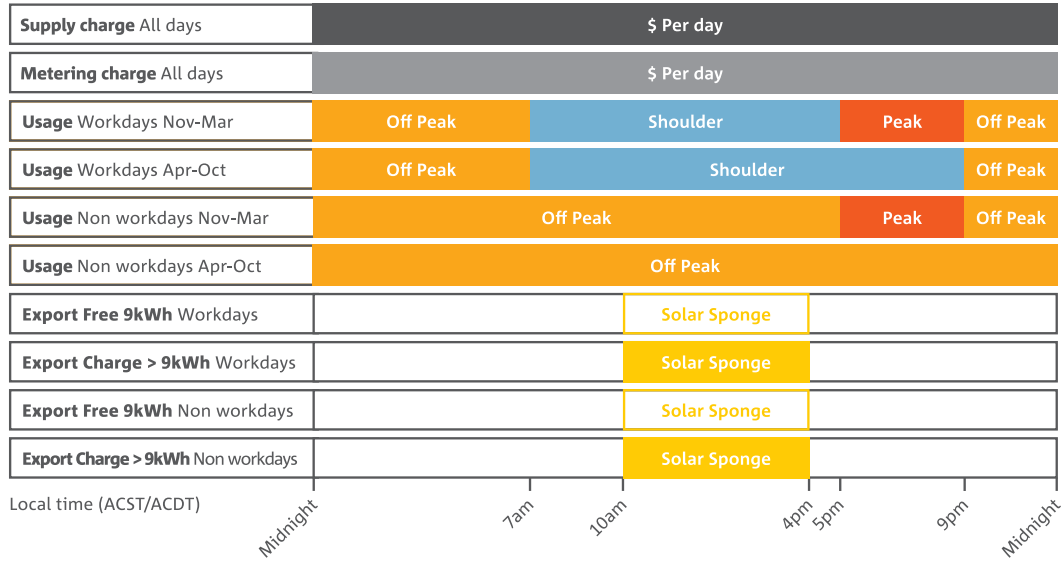 Supply charge All days $ Per day
Metering charge All days $ Per day
Usage Workdays Nov-Mar Off Peak Shoulder Peak Off Peak
Usage Workdays Apr-Oct Off Peak Shoulder Off Peak
Usage Non workdays Nov-Mar Off Peak Peak Off Peak
Usage Non workdays Apr-Oct Off Peak
Export Free 9kWh Workdays Solar Sponge
Export Charge > 9kWh Workdays Solar Sponge
Export Free 9kWh Non workdays Solar Sponge
Export Charge > 9kWh Non workdays Solar Sponge
Local time (ACST/ACDT) Midnight 7am 10am 4pm 5pm 9pm Midnight